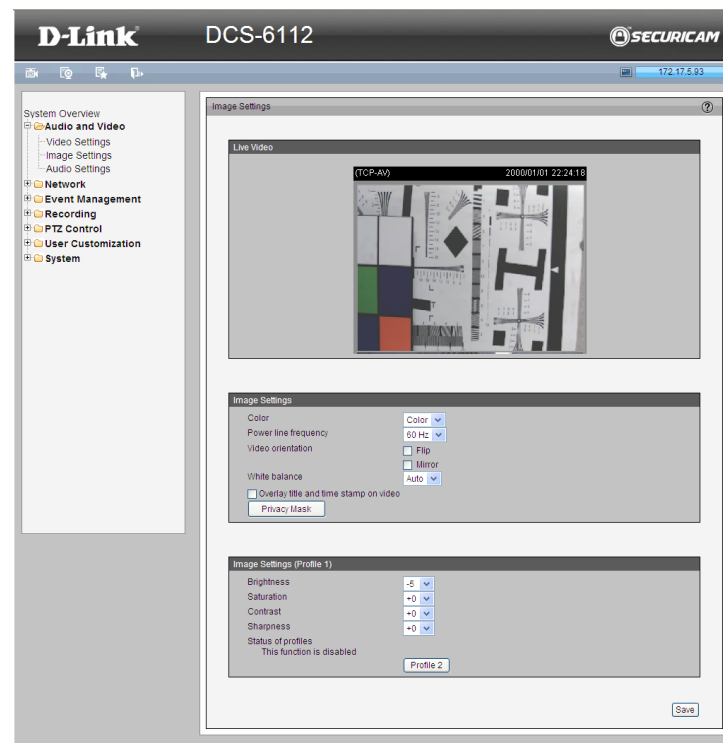 D-Link
DCS-6112
SECURICAM
172.17.5.93
System Overview
Audio and Video
Video Settings
Image Settings
Audio Settings
Network
Event Management
Recording
PTZ Control
User Customization
System
Image Settings
Live Video
(TCP-AV) 2000/01/01 22:24:18
Image Settings
Color Color
Power line frequency 60 Hz
Video orientation Flip
Mirror
White balance Auto
Overlay title and time stamp on video
Privacy Mask
Image Settings (Profile 1)
Brightness -5
Saturation +0
Contrast +0
Sharpness +0
Status of profiles
This function is disabled
Profile 2
Save